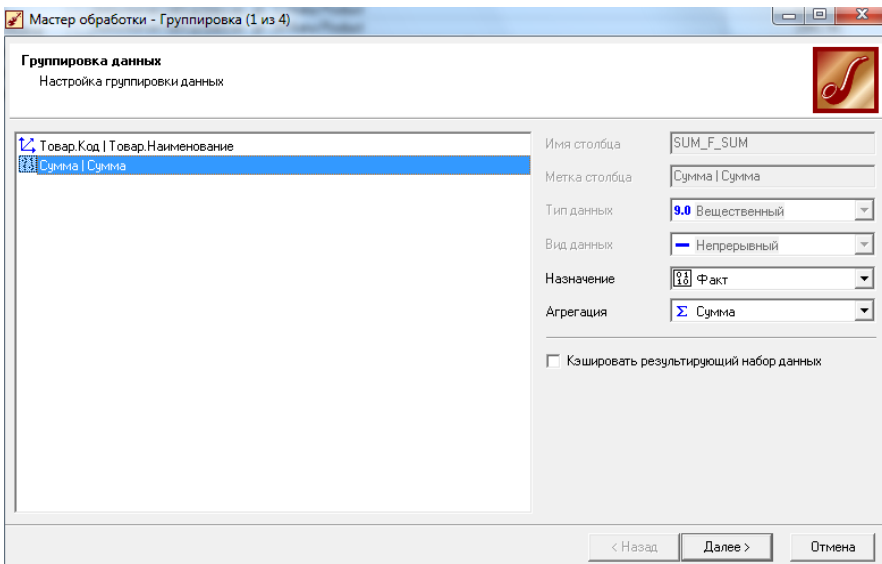 Мастер обработки - Группировка (1 из 4)
Группировка данных
Настройка группировки данных
Товар.Код | Товар.Наименование
Сумма | Сумма
Имя столбца
SUM_F_SUM
Метка столбца
Сумма | Сумма
Тип данных
9.0 Вещественный
Вид данных
Непрерывный
Назначение
Факт
Агрегация
Σ Сумма
Кэшировать результирующий набор данных
< Назад
Далее >
Отмена